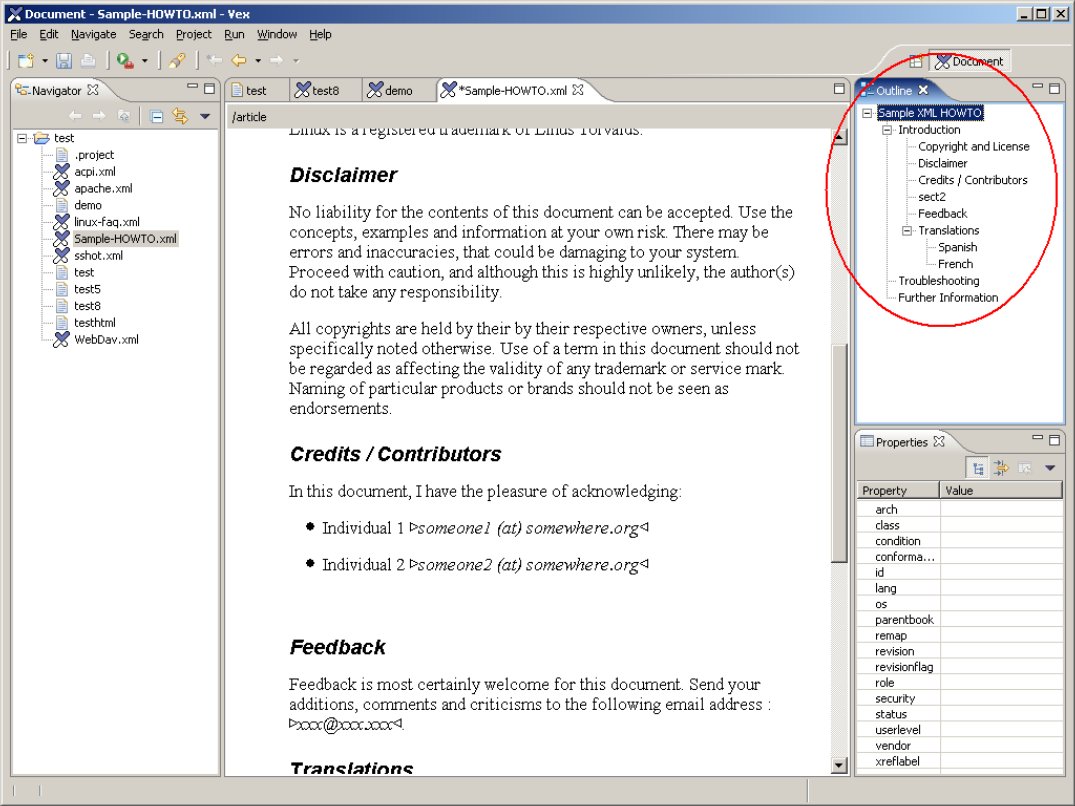 Document - Sample-HOWTO.xml - Vex
File Edit Navigate Search Project Run Window Help
Document
Navigator
test
.project
acpi.xml
apache.xml
demo
linux-faq.xml
Sample-HOWTO.xml
sshot.xml
test
test5
test8
testhtml
WebDav.xml
test test8 demo *Sample-HOWTO.xml
/article
Linux is a registered trademark of Linus Torvalds.
Disclaimer
No liability for the contents of this document can be accepted. Use the
concepts, examples and information at your own risk. There may be
errors and inaccuracies, that could be damaging to your system.
Proceed with caution, and although this is highly unlikely, the author(s)
do not take any responsibility.
All copyrights are held by their by their respective owners, unless
specifically noted otherwise. Use of a term in this document should not
be regarded as affecting the validity of any trademark or service mark.
Naming of particular products or brands should not be seen as
endorsements.
Credits / Contributors
In this document, I have the pleasure of acknowledging:
Individual 1 someone1 (at) somewhere.org
Individual 2 someone2 (at) somewhere.org
Feedback
Feedback is most certainly welcome for this document. Send your
additions, comments and criticisms to the following email address :
xxx@xxx.xxx.
Translations
Outline
Sample XML HOWTO
Introduction
Copyright and License
Disclaimer
Credits / Contributors
sect2
Feedback
Translations
Spanish
French
Troubleshooting
Further Information
Properties
Property Value
arch
class
condition
conforma...
id
lang
os
parentbook
remap
revision
revisionflag
role
security
status
userlevel
vendor
xreflabel